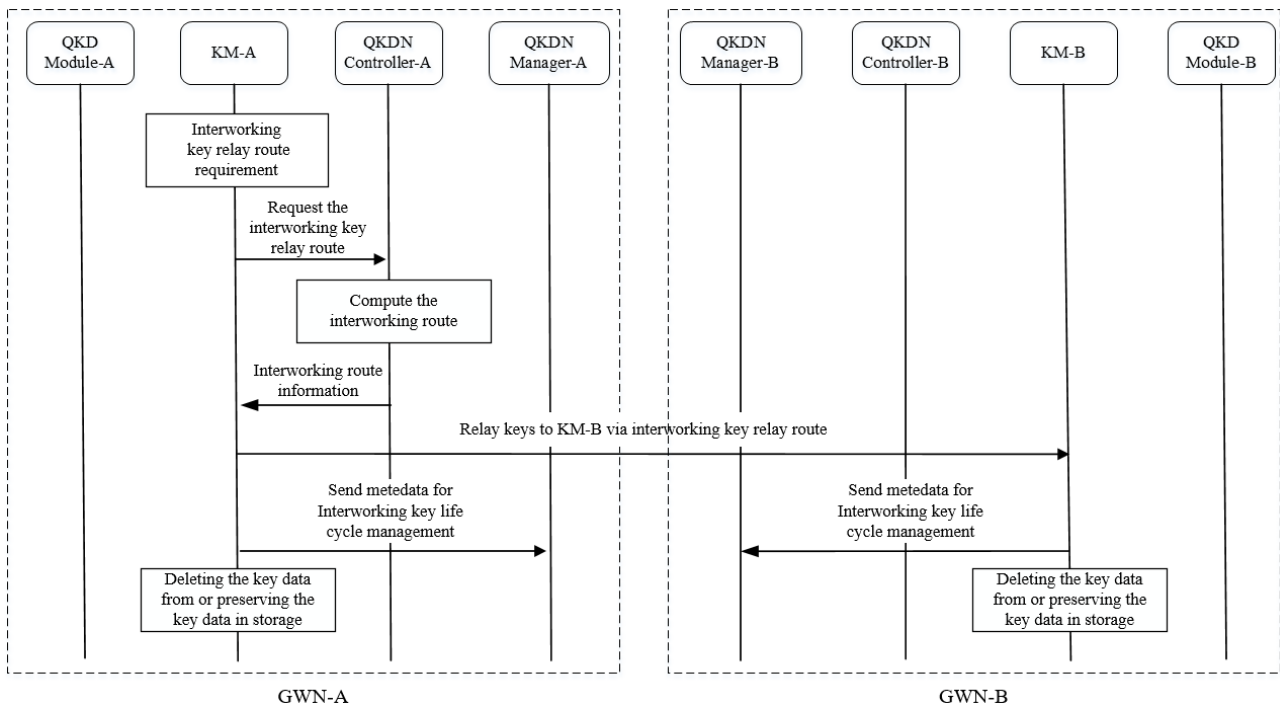 QKD
Module-A
KM-A
QKDN
Controller-A
QKDN
Manager-A
QKDN
Manager-B
QKDN
Controller-B
KM-B
QKD
Module-B
Interworking
key relay route
requirement
Request the
interworking key
relay route
Compute the
interworking route
Interworking route
information
Relay keys to KM-B via interworking key relay route
Send metedata for
Interworking key life
cycle management
Send metedata for
Interworking key life
cycle management
Deleting the key data
from or preserving the
key data in storage
Deleting the key data
from or preserving the
key data in storage
GWN-A
GWN-B